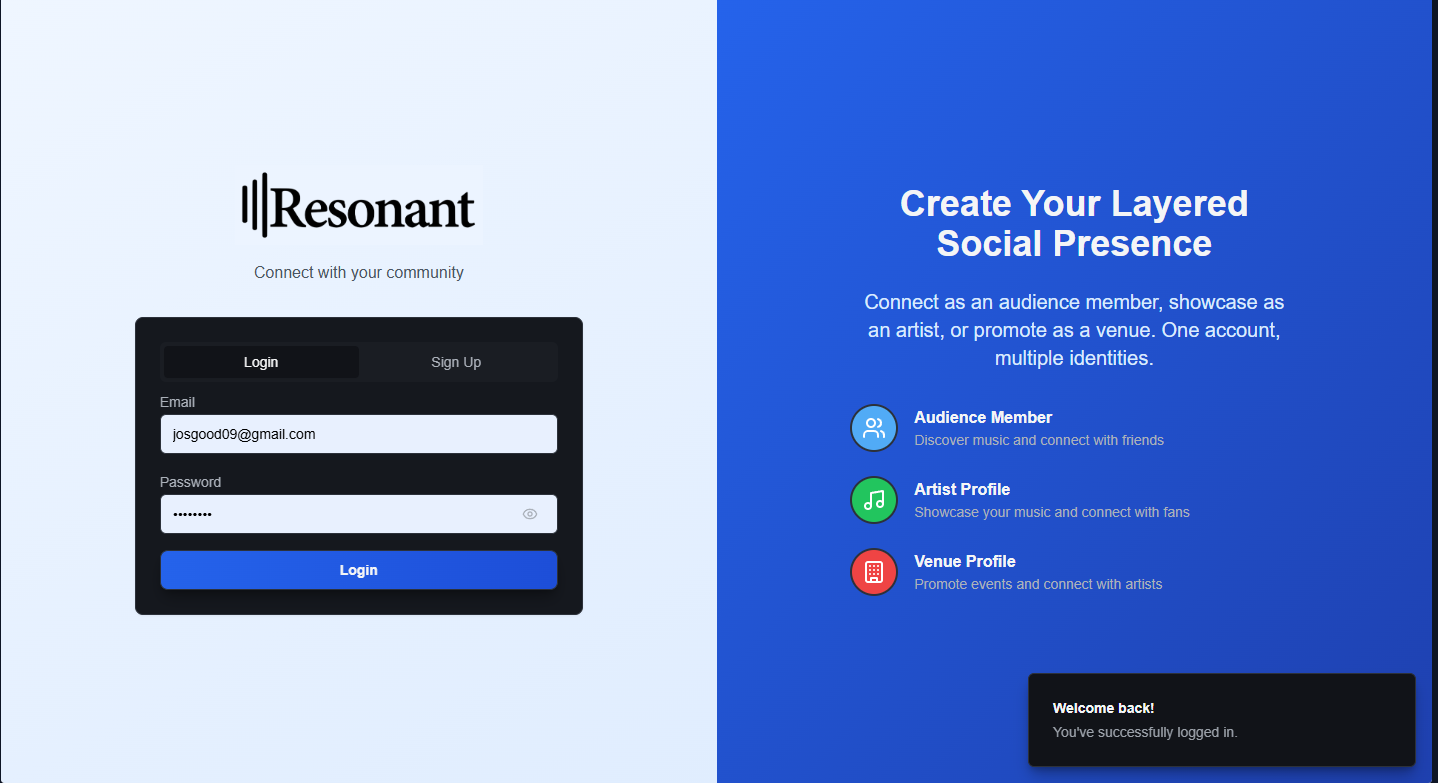 Resonant
Connect with your community
Login
Sign Up
Email
josgood09@gmail.com
Password
••••••••
Login
Create Your Layered
Social Presence
Connect as an audience member, showcase as
an artist, or promote as a venue. One account,
multiple identities.
Audience Member
Discover music and connect with friends
Artist Profile
Showcase your music and connect with fans
Venue Profile
Promote events and connect with artists
Welcome back!
You've successfully logged in.